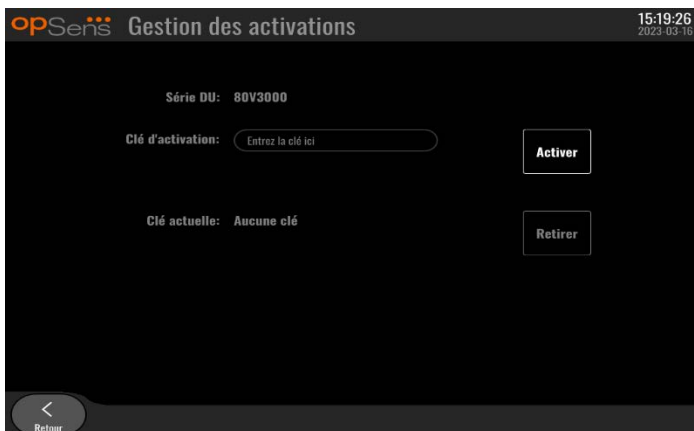 opSens Gestion des activations
15:19:26
2023-03-16
Série DU: 80V3000
Clé d'activation: Entrez la clé ici
Activer
Clé actuelle: Aucune clé
Retirer
Retour